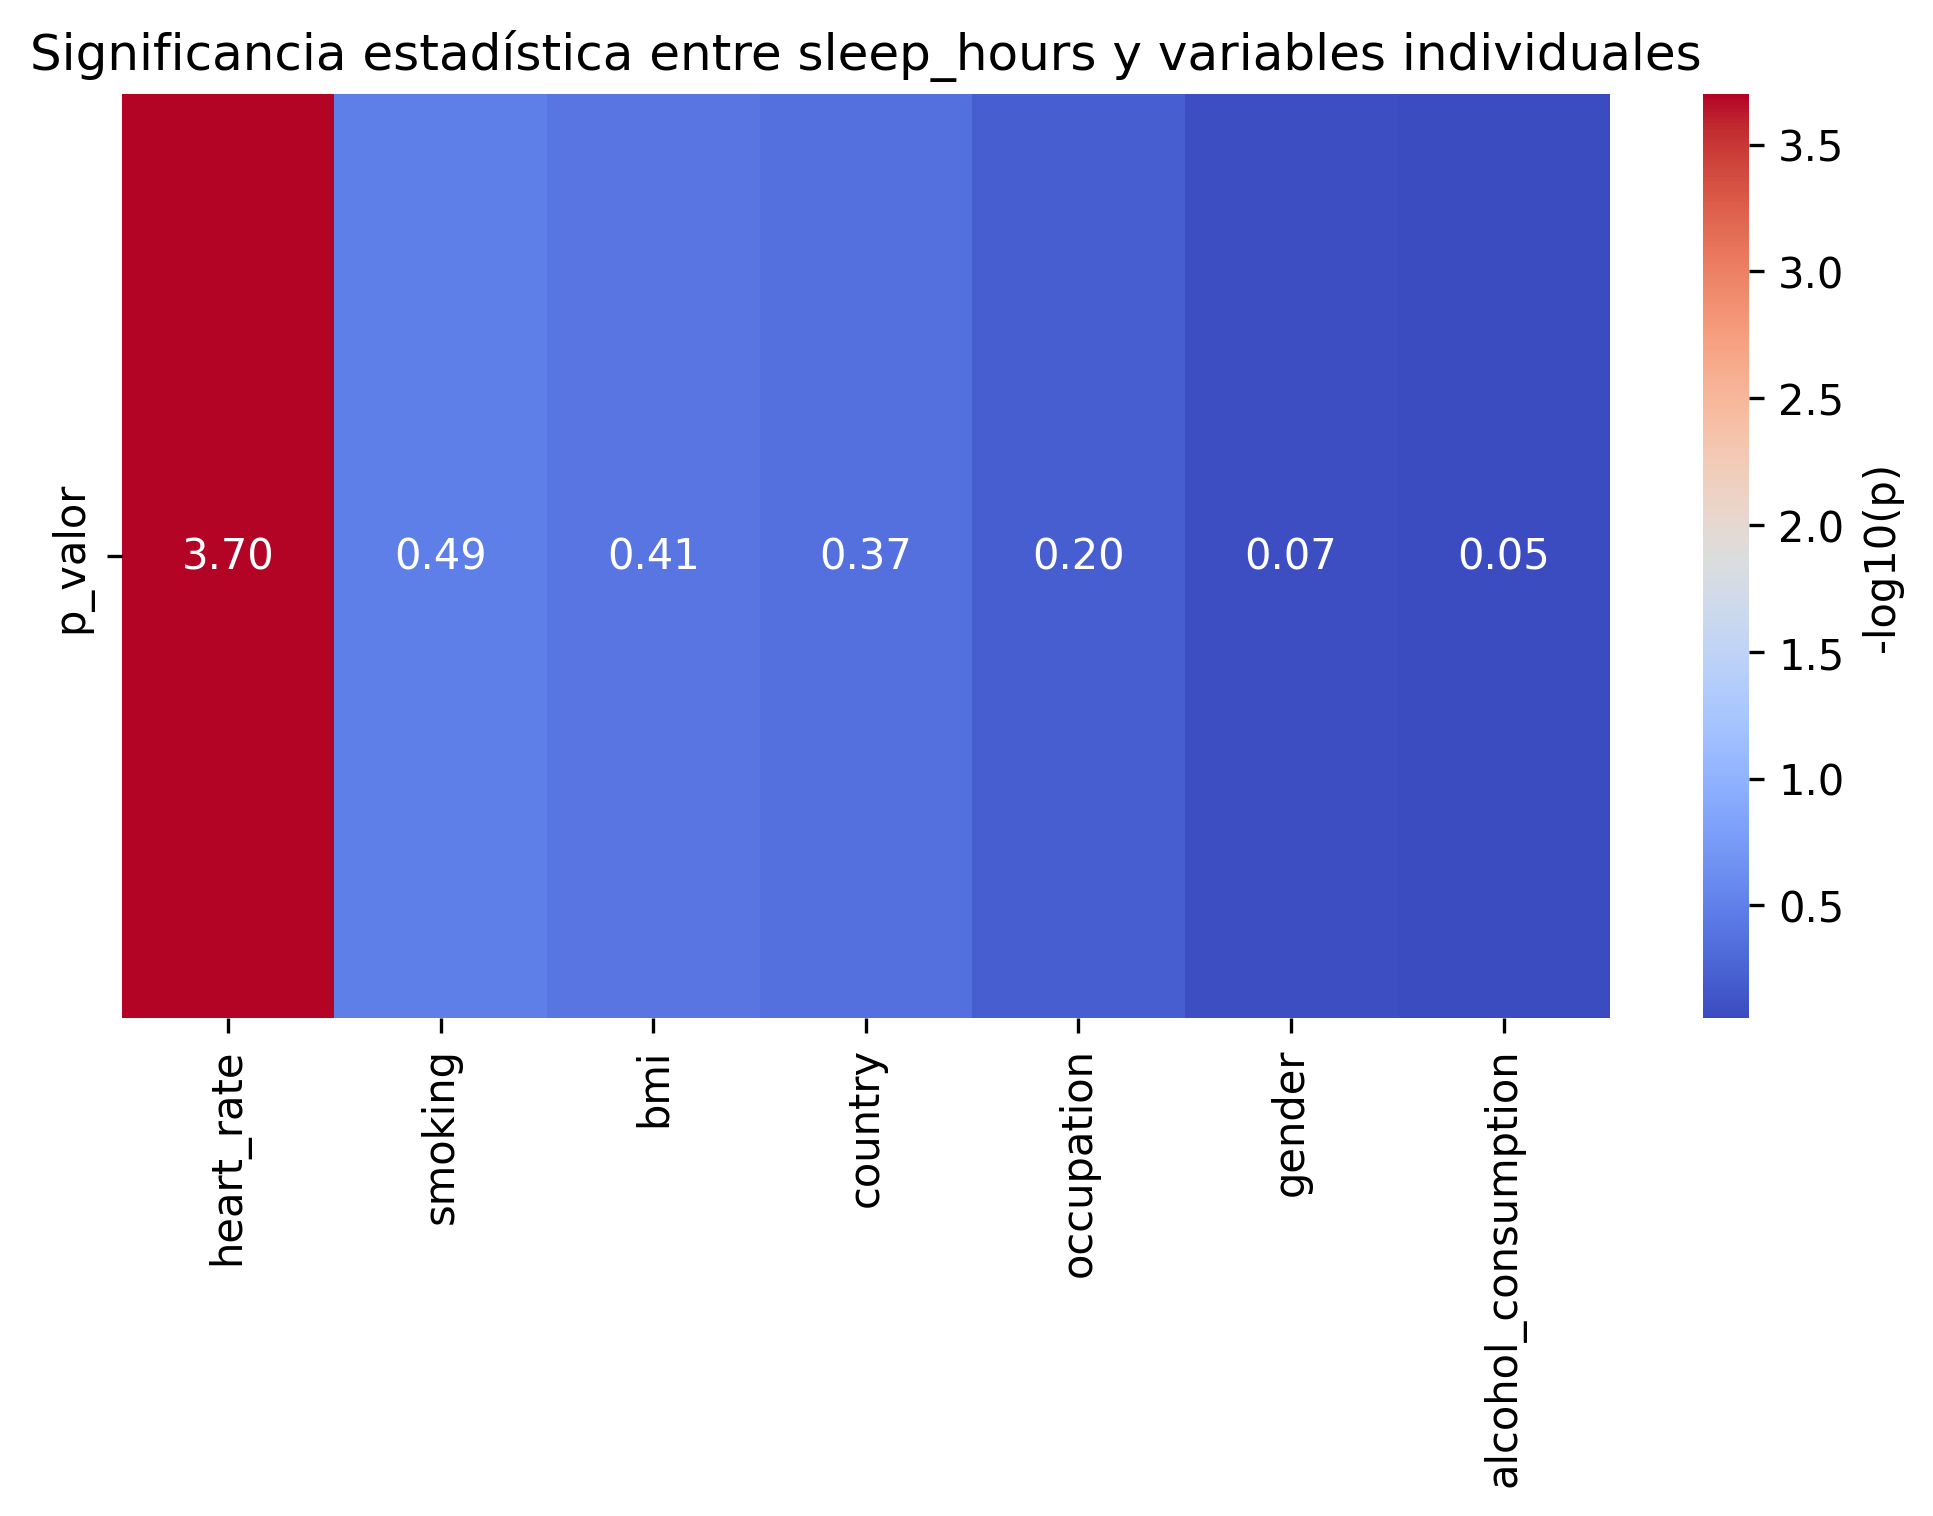 Significancia estadística entre sleep_hours y variables individuales
p_valor
3.70
0.49
0.41
0.37
0.20
0.07
0.05
heart_rate
smoking
bmi
country
occupation
gender
alcohol_consumption
3.5
3.0
2.5
2.0
1.5
1.0
0.5
-log10(p)